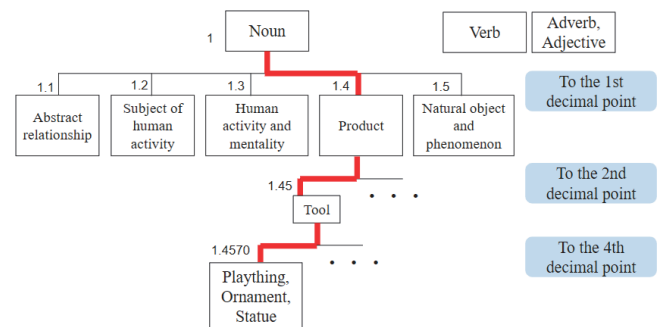 1
Noun
Verb
Adverb,
Adjective
1.1
1.2
1.3
1.4
1.5
Abstract
relationship
Subject of
human
activity
Human
activity and
mentality
Product
Natural object
and
phenomenon
To the 1st
decimal point
1.45
Tool
. . .
To the 2nd
decimal point
1.4570
Plaything,
Ornament,
Statue
. . .
To the 4th
decimal point